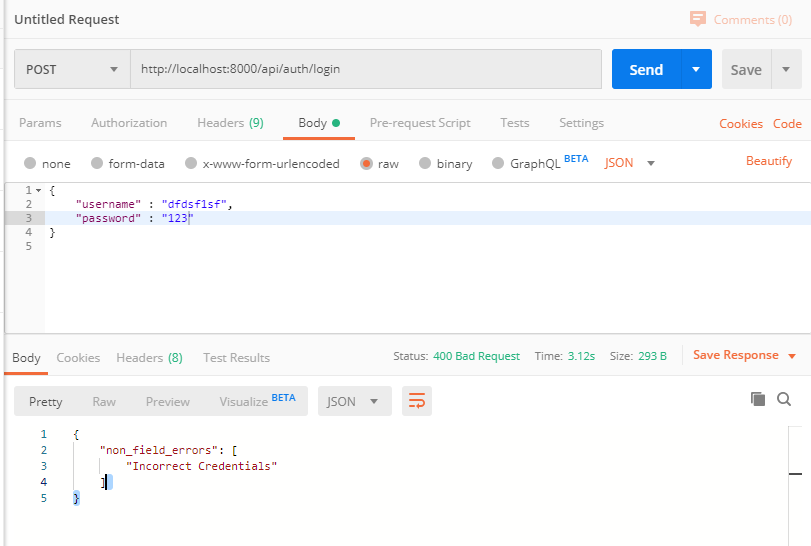 Untitled Request
Comments (0)
POST
http://localhost:8000/api/auth/login
Send
Save
Params Authorization Headers (9) Body Pre-request Script Tests Settings Cookies Code
none form-data x-www-form-urlencoded raw binary GraphQL BETA JSON Beautify
1 {
2 "username" : "dfdsf1sf",
3 "password" : "123"
4 }
5
Body Cookies Headers (8) Test Results Status: 400 Bad Request Time: 3.12s Size: 293 B Save Response
Pretty Raw Preview Visualize BETA JSON
1 {
2 "non_field_errors": [
3 "Incorrect Credentials"
4 ]
5 }